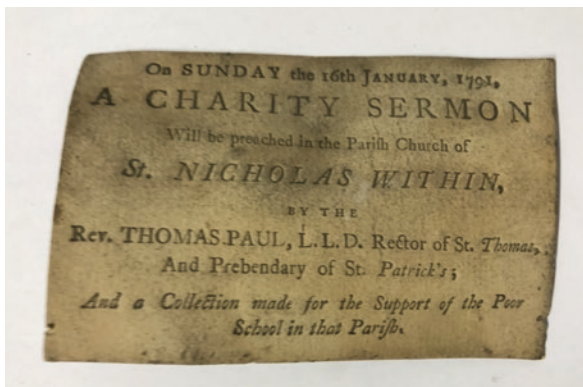 On SUNDAY the 16th JANUARY, 1791,
A CHARITY SERMON
Will be preached in the Pariſh Church of
St. NICHOLAS WITHIN,
BY THE
Rev. THOMAS PAUL, L.L.D. Rector of St. Thomas,
And Prebendary of St. Patrick's;
And a Collection made for the Support of the Poor
School in that Pariſh.